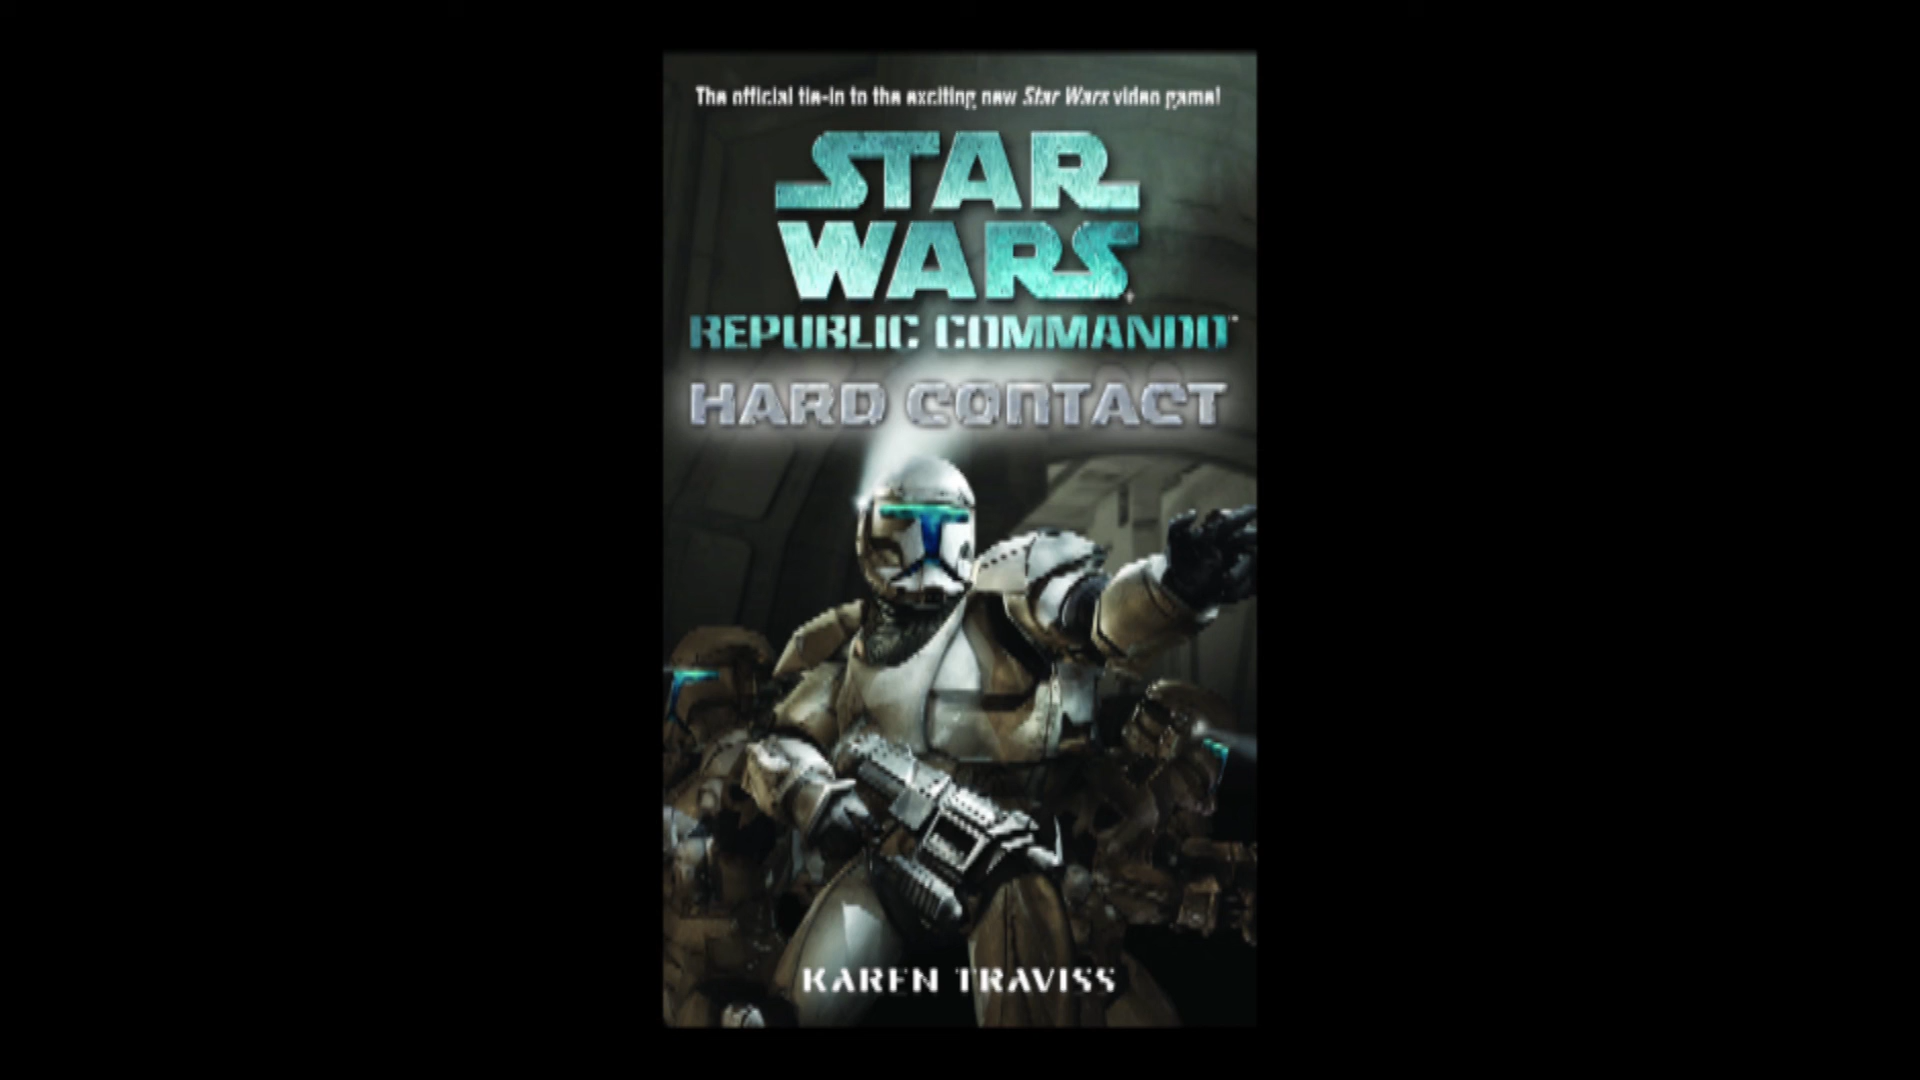 The official tie-in to the exciting new Star Wars video game!
STAR
WARS
REPUBLIC COMMANDO™
HARD CONTACT
KAREN TRAVISS